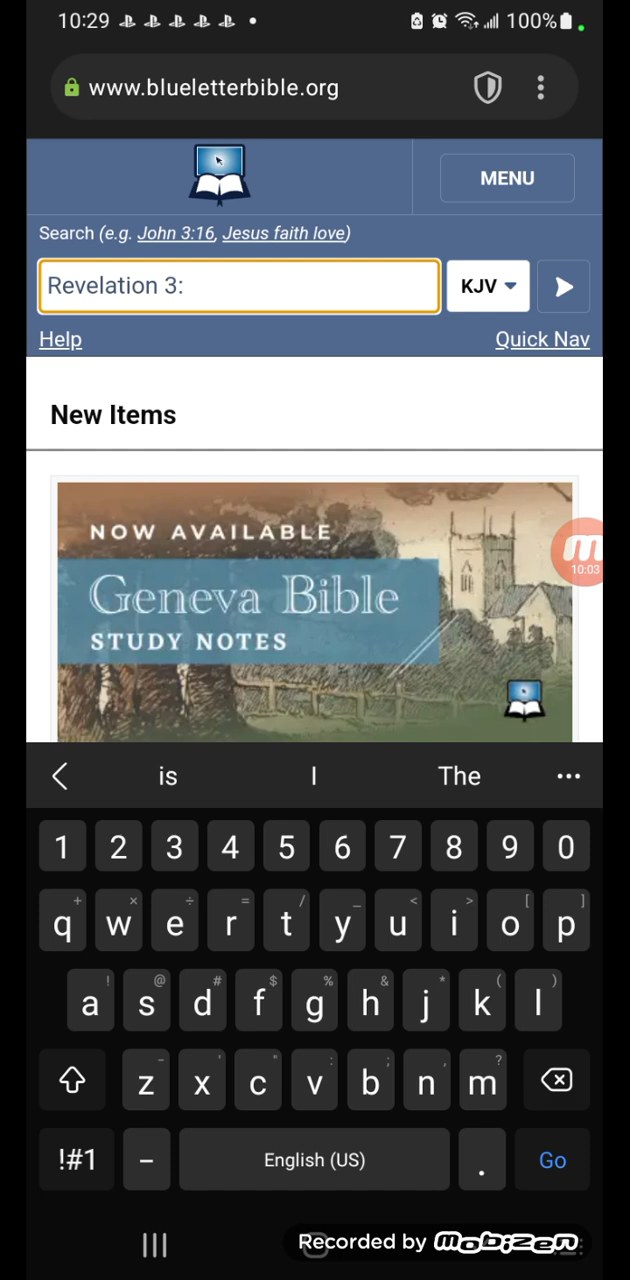 10:29 100%
www.blueletterbible.org
MENU
Search (e.g. John 3:16, Jesus faith love)
Revelation 3: KJV
Help Quick Nav
New Items
NOW AVAILABLE
Geneva Bible
STUDY NOTES
10:03
is I The ...
1 2 3 4 5 6 7 8 9 0
+ × ÷ = / _ < > [ ]
q w e r t y u i o p
! @ # $ % & * ( )
a s d f g h j k l
- ' " : ; , ?
z x c v b n m
!#1 – English (US) . Go
Recorded by mobizen